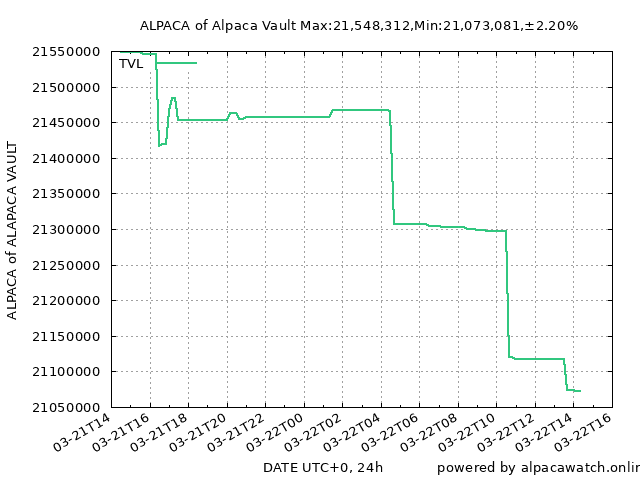 ALPACA of Alpaca Vault Max:21,548,312,Min:21,073,081,±2.20%
21550000
TVL
21500000
21450000
21400000
21350000
21300000
21250000
21200000
21150000
21100000
21050000
ALPACA of ALAPACA VAULT
03-21T14
03-21T16
03-21T18
03-21T20
03-21T22
03-22T00
03-22T02
03-22T04
03-22T06
03-22T08
03-22T10
03-22T12
03-22T14
03-22T16
DATE UTC+0, 24h
powered by alpacawatch.onlin